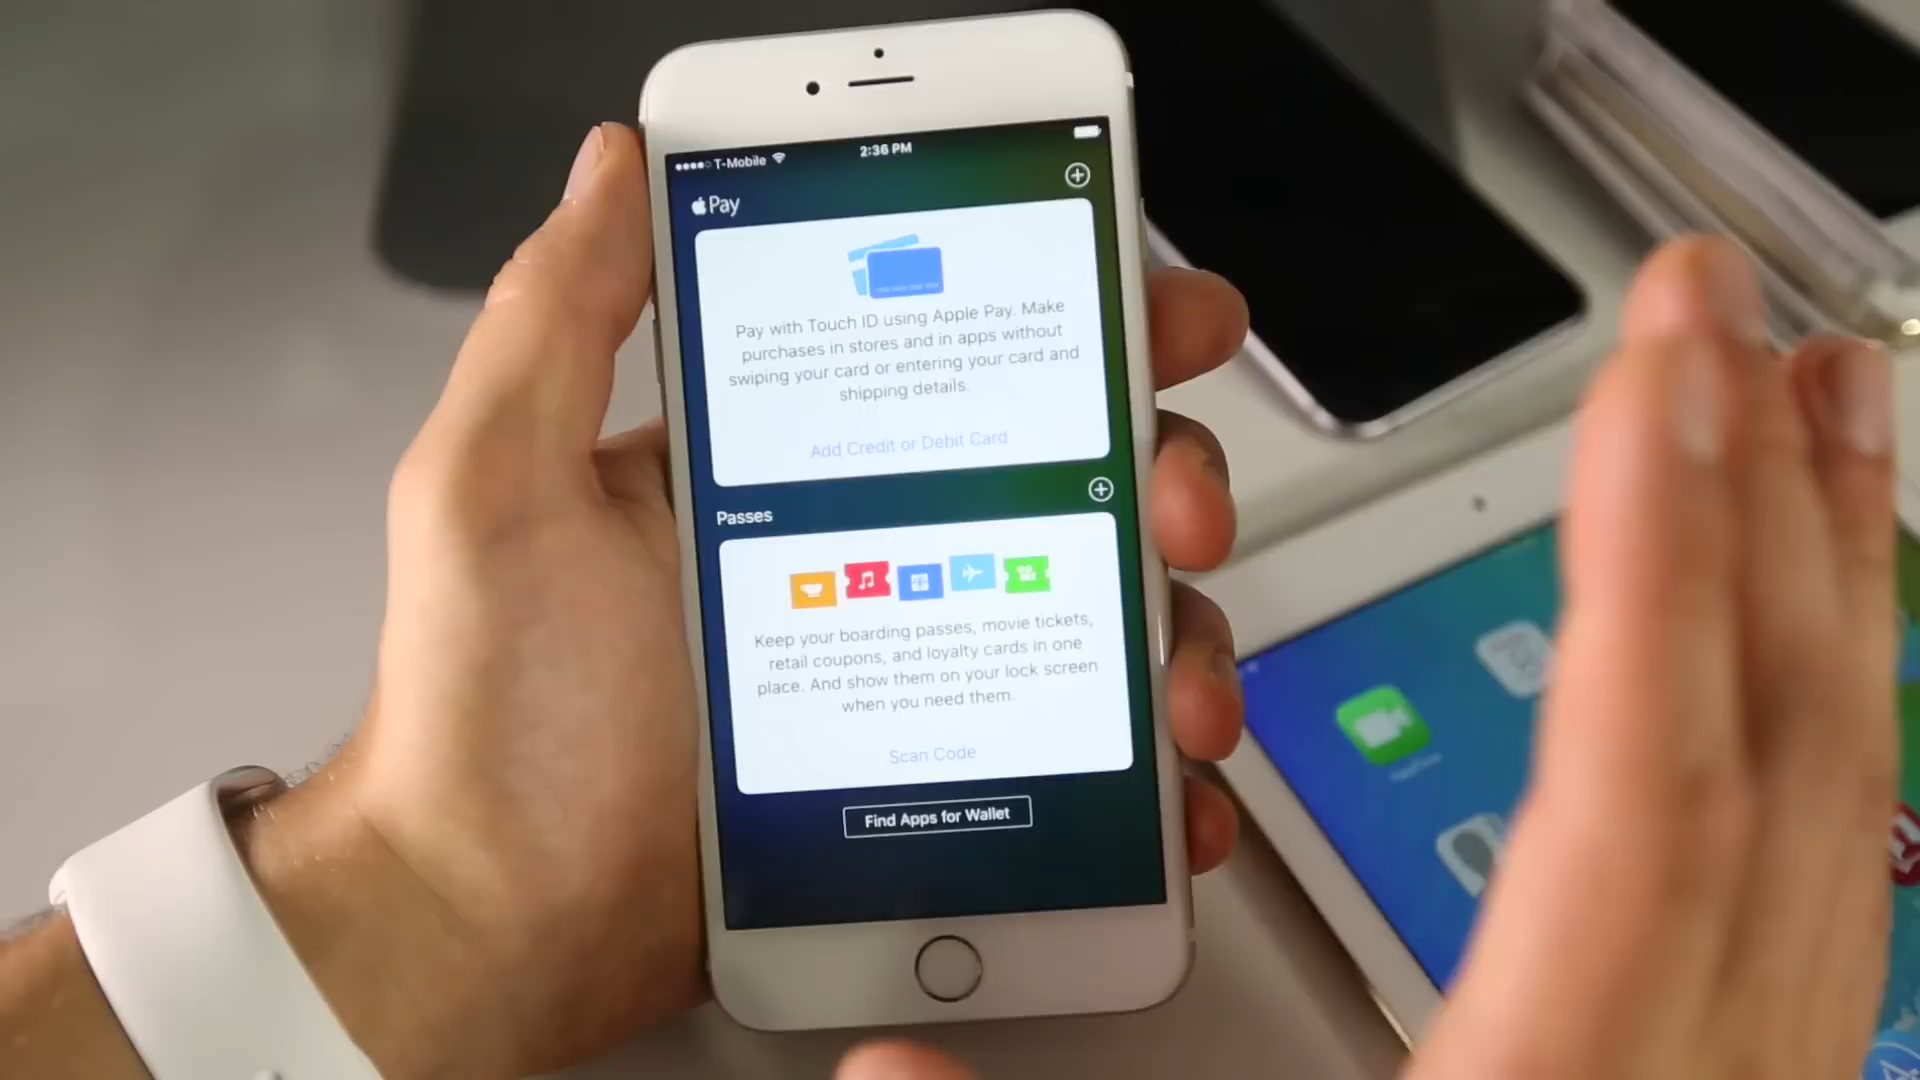 T-Mobile 2:36 PM
Pay
Pay with Touch ID using Apple Pay. Make
purchases in stores and in apps without
swiping your card or entering your card and
shipping details.
Add Credit or Debit Card
Passes
Keep your boarding passes, movie tickets,
retail coupons, and loyalty cards in one
place. And show them on your lock screen
when you need them.
Scan Code
Find Apps for Wallet